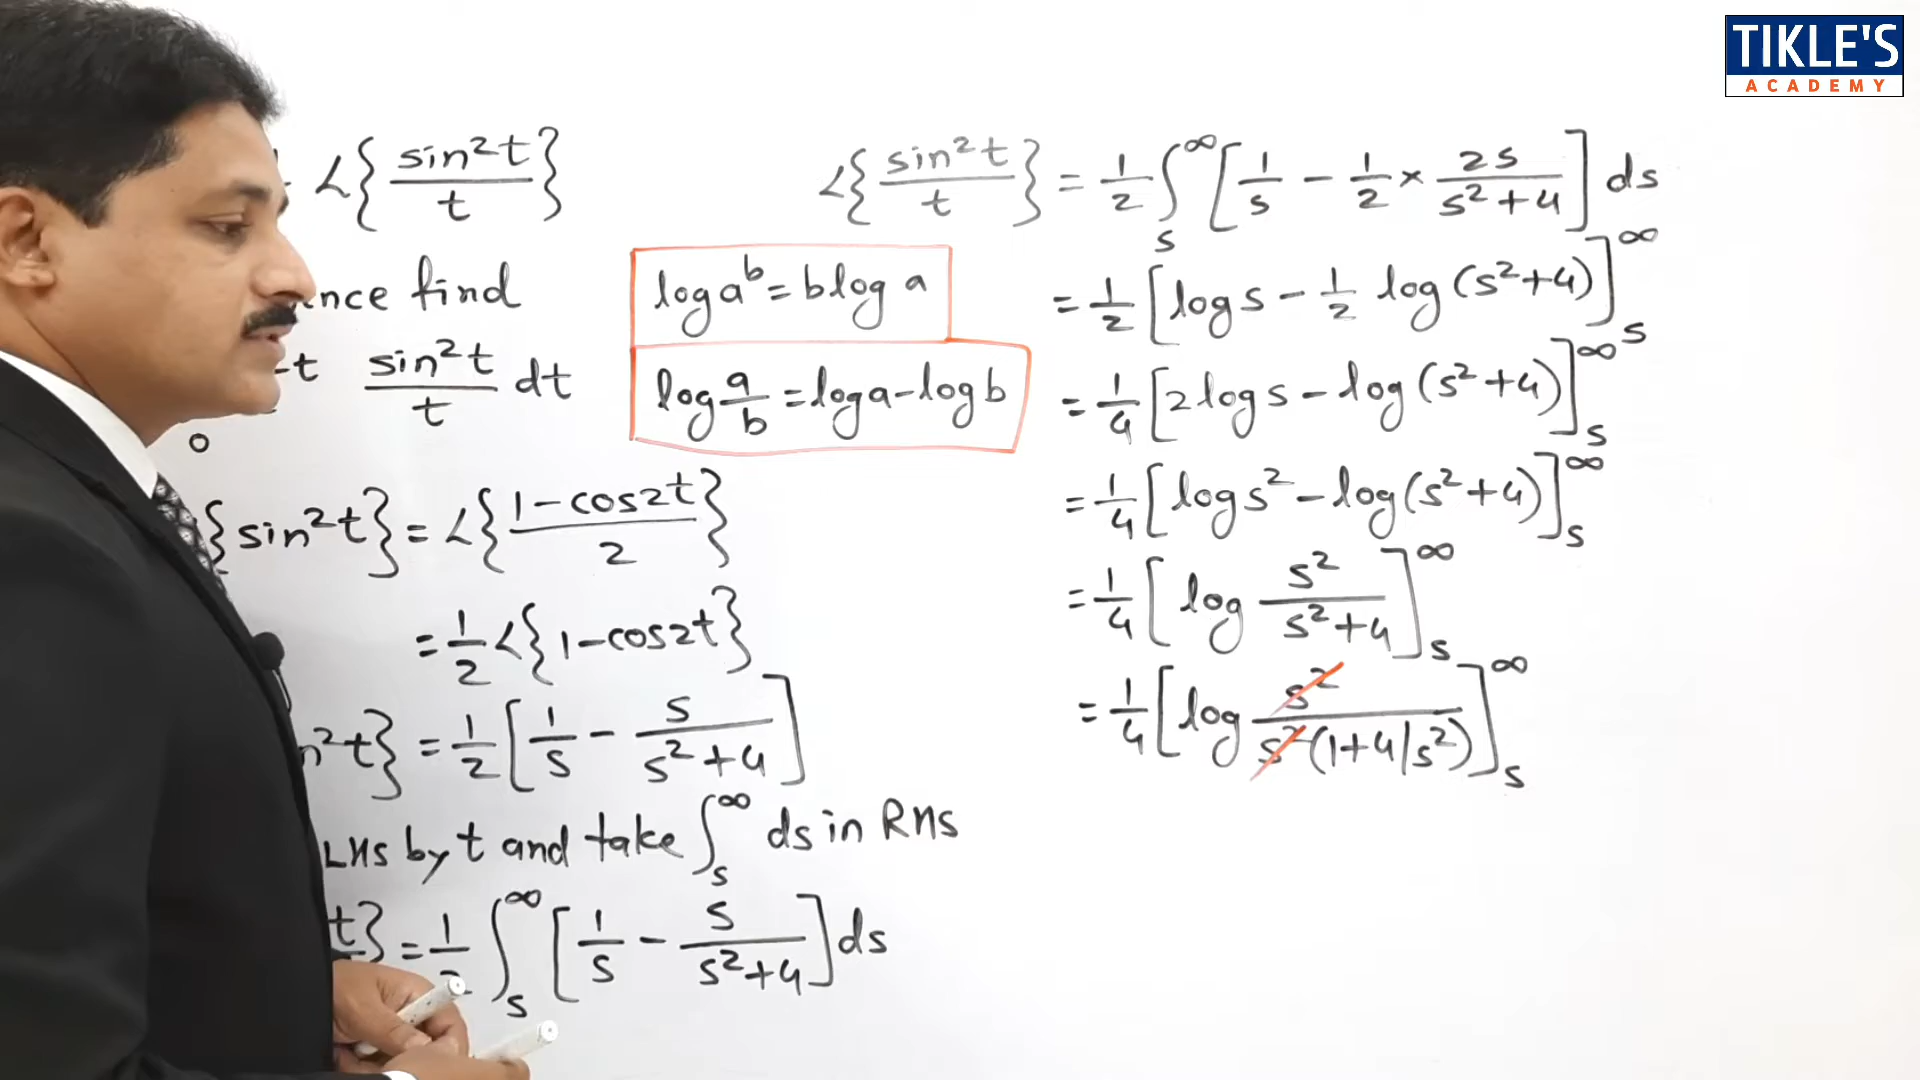 TIKLE'S
ACADEMY
L{sin²t/t}
nce find
-t sin²t/t dt
0
{sin²t} = L{1-cos2t/2}
= 1/2 L{1-cos2t}
n²t} = 1/2 [1/s - s/s²+4]
LHS by t and take ∫_s^∞ ds in RHS
t} = 1/2 ∫_s^∞ [1/s - s/s²+4] ds
log a^b = b log a
log a/b = log a - log b
L{sin²t/t} = 1/2 ∫_s^∞ [1/s - 1/2 × 2s/s²+4] ds
= 1/2 [log s - 1/2 log (s²+4)]_s^∞
= 1/4 [2 log s - log (s²+4)]_s^∞
= 1/4 [log s² - log (s²+4)]_s^∞
= 1/4 [log s²/s²+4]_s^∞
= 1/4 [log s²/s²(1+4/s²)]_s^∞